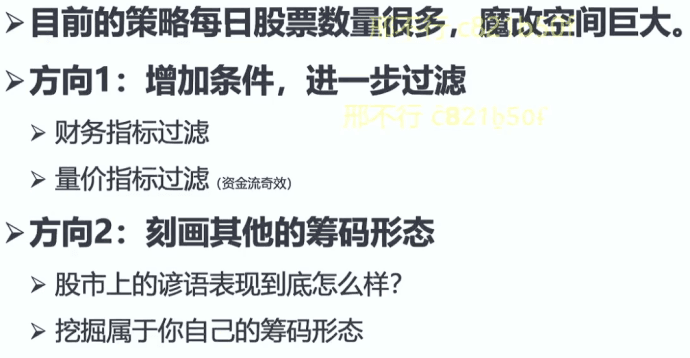 ➢目前的策略每日股票数量很多，魔改空间巨大。
➢方向1：增加条件，进一步过滤
➢财务指标过滤
➢量价指标过滤（资金流奇效）
➢方向2：刻画其他的筹码形态
➢股市上的谚语表现到底怎么样？
➢挖掘属于你自己的筹码形态